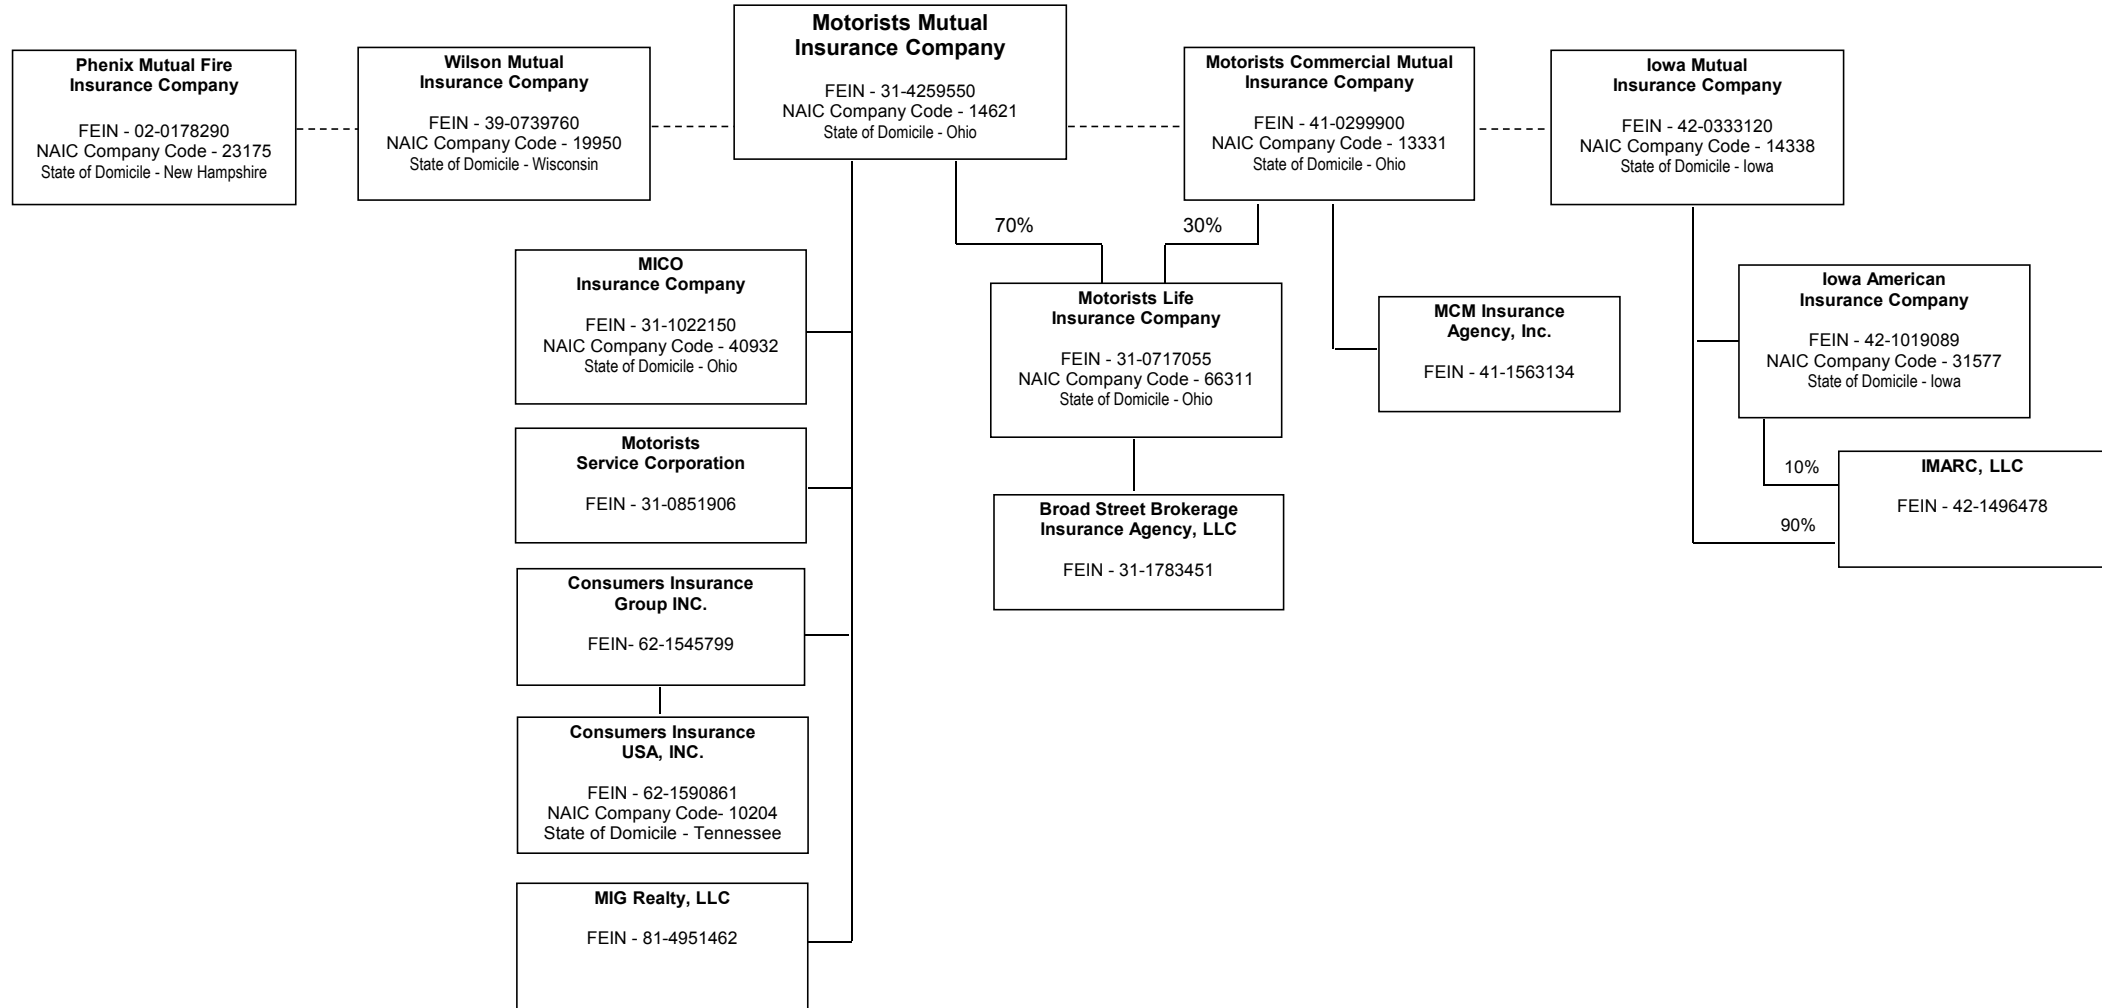 Phenix Mutual Fire
Insurance Company
FEIN - 02-0178290
NAIC Company Code - 23175
State of Domicile - New Hampshire
Wilson Mutual
Insurance Company
FEIN - 39-0739760
NAIC Company Code - 19950
State of Domicile - Wisconsin
Motorists Mutual
Insurance Company
FEIN - 31-4259550
NAIC Company Code - 14621
State of Domicile - Ohio
Motorists Commercial Mutual
Insurance Company
FEIN - 41-0299900
NAIC Company Code - 13331
State of Domicile - Ohio
Iowa Mutual
Insurance Company
FEIN - 42-0333120
NAIC Company Code - 14338
State of Domicile - Iowa
70%
30%
MICO
Insurance Company
FEIN - 31-1022150
NAIC Company Code - 40932
State of Domicile - Ohio
Motorists Life
Insurance Company
FEIN - 31-0717055
NAIC Company Code - 66311
State of Domicile - Ohio
MCM Insurance
Agency, Inc.
FEIN - 41-1563134
Iowa American
Insurance Company
FEIN - 42-1019089
NAIC Company Code - 31577
State of Domicile - Iowa
Motorists
Service Corporation
FEIN - 31-0851906
Broad Street Brokerage
Insurance Agency, LLC
FEIN - 31-1783451
10%
90%
IMARC, LLC
FEIN - 42-1496478
Consumers Insurance
Group INC.
FEIN- 62-1545799
Consumers Insurance
USA, INC.
FEIN - 62-1590861
NAIC Company Code- 10204
State of Domicile - Tennessee
MIG Realty, LLC
FEIN - 81-4951462